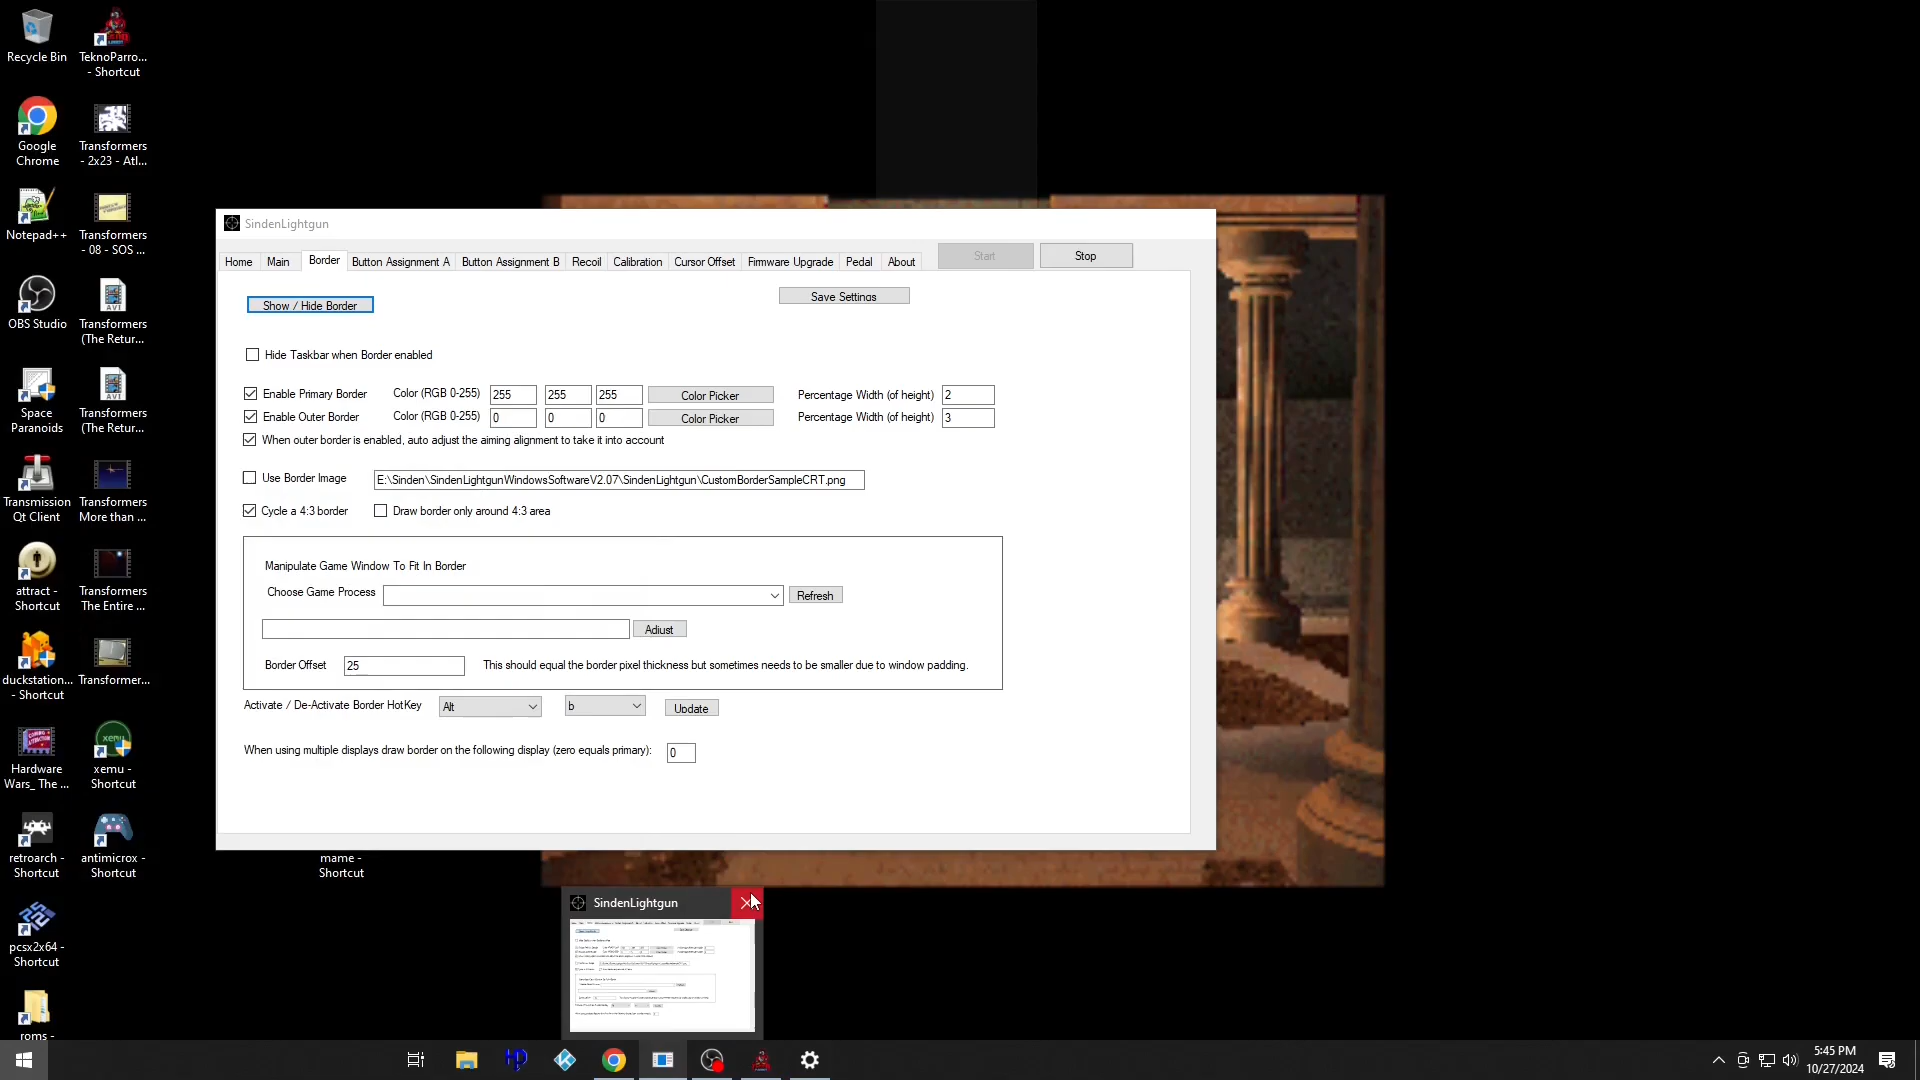 Recycle Bin
TeknoParro...
- Shortcut
Google
Chrome
Transformers
- 2x23 - Atl...
Notepad++
Transformers
- 08 - SOS ...
OBS Studio
Transformers
(The Retur...
Space
Paranoids
Transformers
(The Retur...
Transmission
Qt Client
Transformers
More than ...
attract -
Shortcut
Transformers
The Entire ...
duckstation...
- Shortcut
Transformer...
Hardware
Wars_ The ...
xemu -
Shortcut
retroarch -
Shortcut
antimicrox -
Shortcut
mame -
Shortcut
pcsx2x64 -
Shortcut
roms -
SindenLightgun
Home
Main
Border
Button Assignment A
Button Assignment B
Recoil
Calibration
Cursor Offset
Firmware Upgrade
Pedal
About
Start
Stop
Show / Hide Border
Save Settings
Hide Taskbar when Border enabled
Enable Primary Border Color (RGB 0-255) 255 255 255 Color Picker Percentage Width (of height) 2
Enable Outer Border Color (RGB 0-255) 0 0 0 Color Picker Percentage Width (of height) 3
When outer border is enabled, auto adjust the aiming alignment to take it into account
Use Border Image E:\Sinden\SindenLightgunWindowsSoftwareV2.07\SindenLightgun\CustomBorderSampleCRT.png
Cycle a 4:3 border Draw border only around 4:3 area
Manipulate Game Window To Fit In Border
Choose Game Process Refresh
Adjust
Border Offset 25 This should equal the border pixel thickness but sometimes needs to be smaller due to window padding.
Activate / De-Activate Border HotKey Alt b Update
When using multiple displays draw border on the following display (zero equals primary): 0
SindenLightgun
5:45 PM
10/27/2024